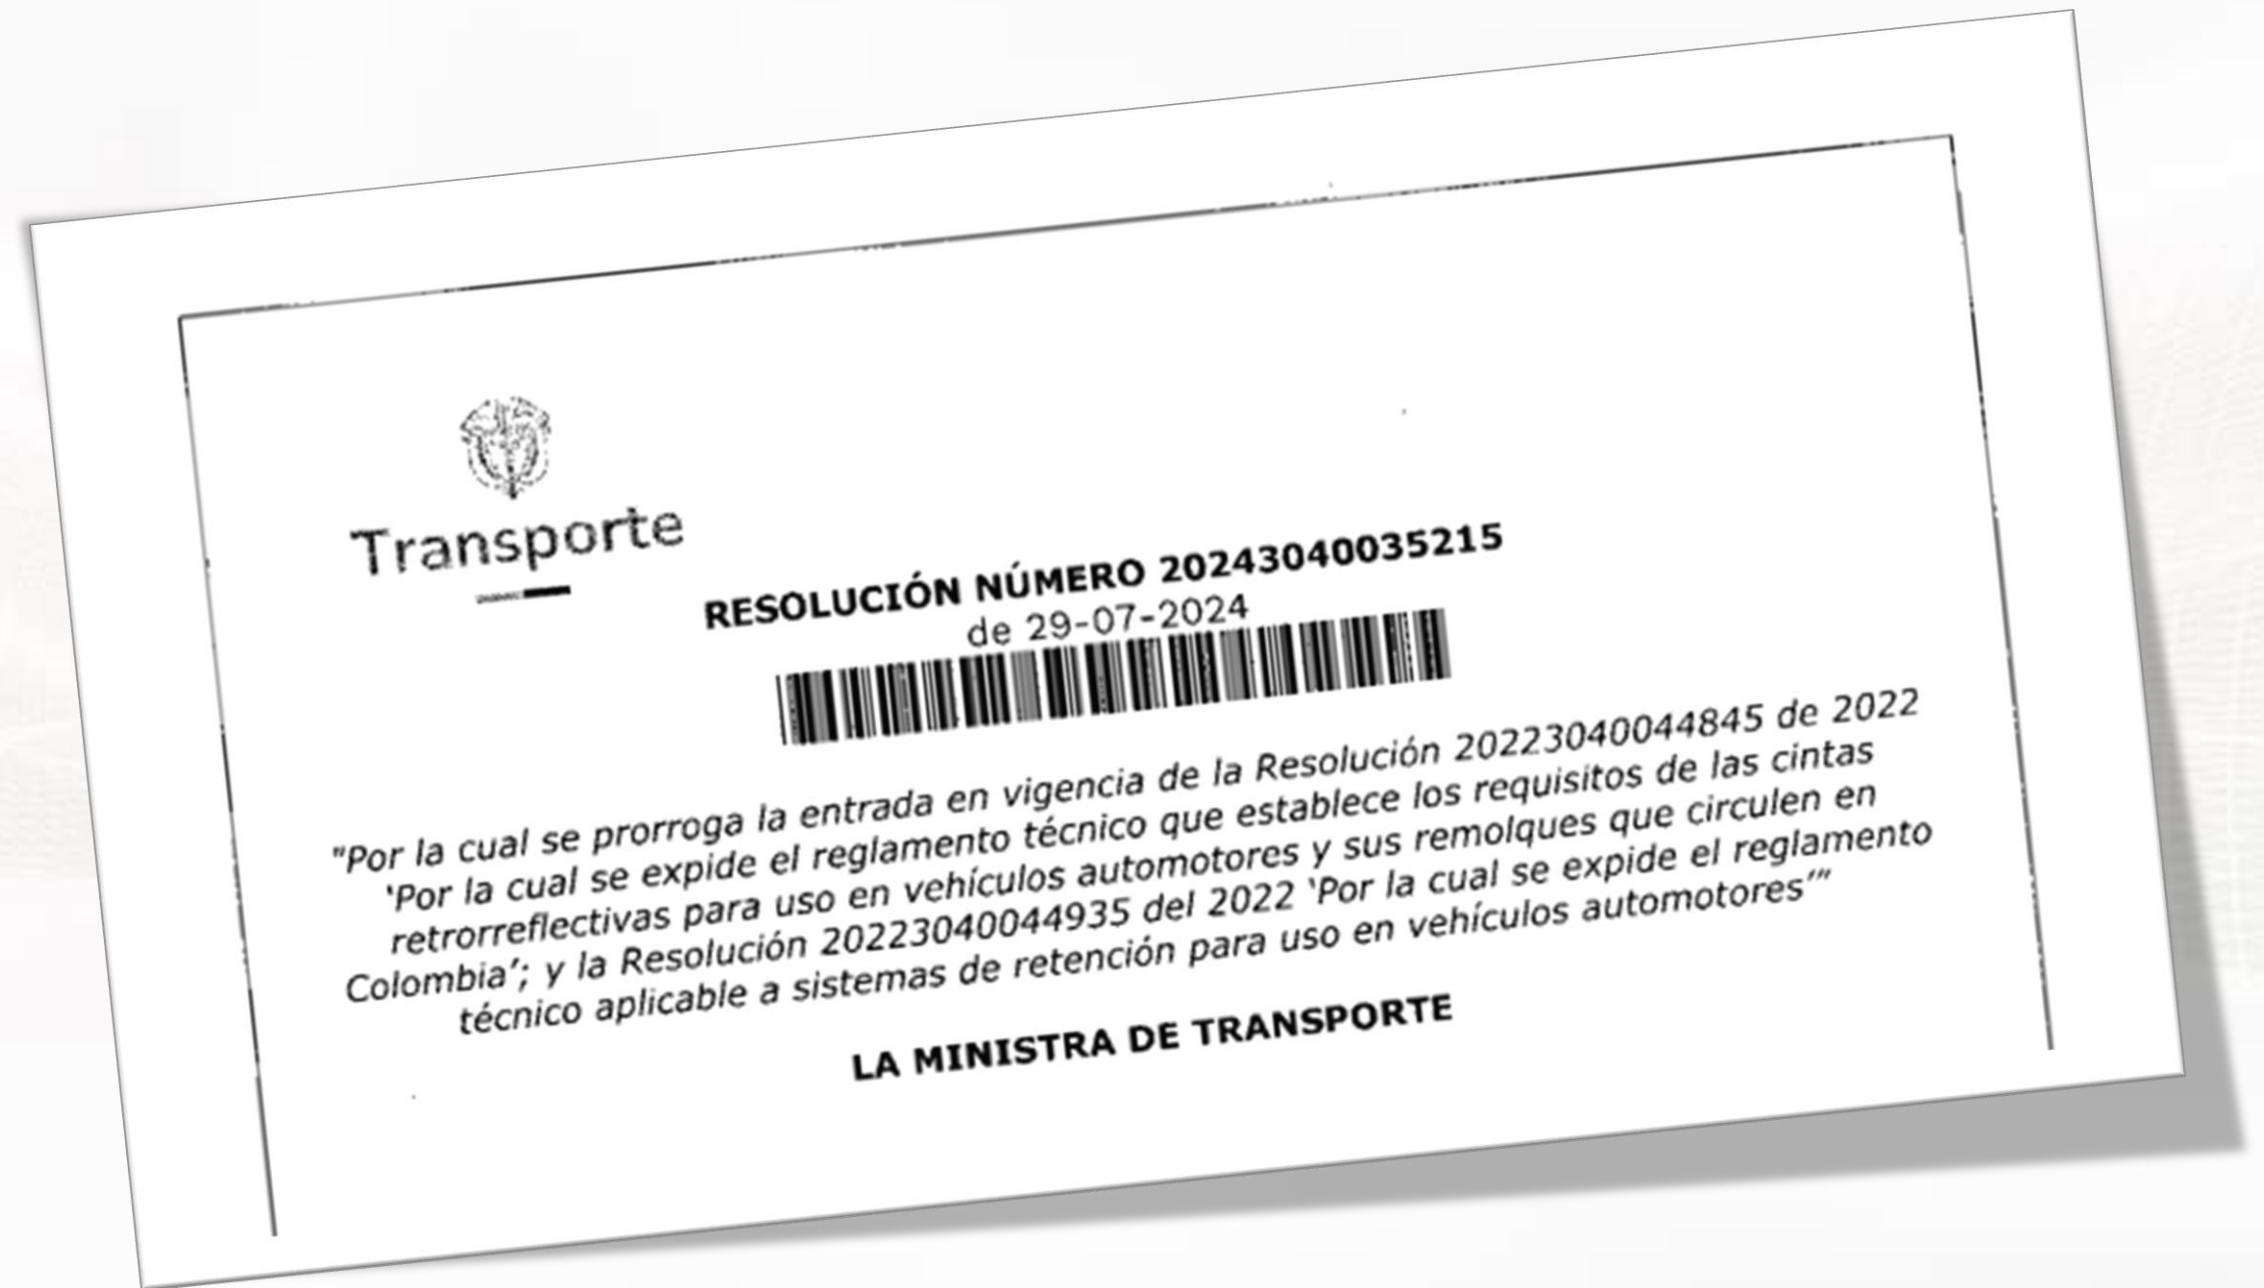 Transporte
RESOLUCIÓN NÚMERO 20243040035215
de 29-07-2024
"Por la cual se prorroga la entrada en vigencia de la Resolución 20223040044845 de 2022
‘Por la cual se expide el reglamento técnico que establece los requisitos de las cintas
retrorreflectivas para uso en vehículos automotores y sus remolques que circulen en
Colombia’; y la Resolución 20223040044935 del 2022 ‘Por la cual se expide el reglamento
técnico aplicable a sistemas de retención para uso en vehículos automotores’”
LA MINISTRA DE TRANSPORTE